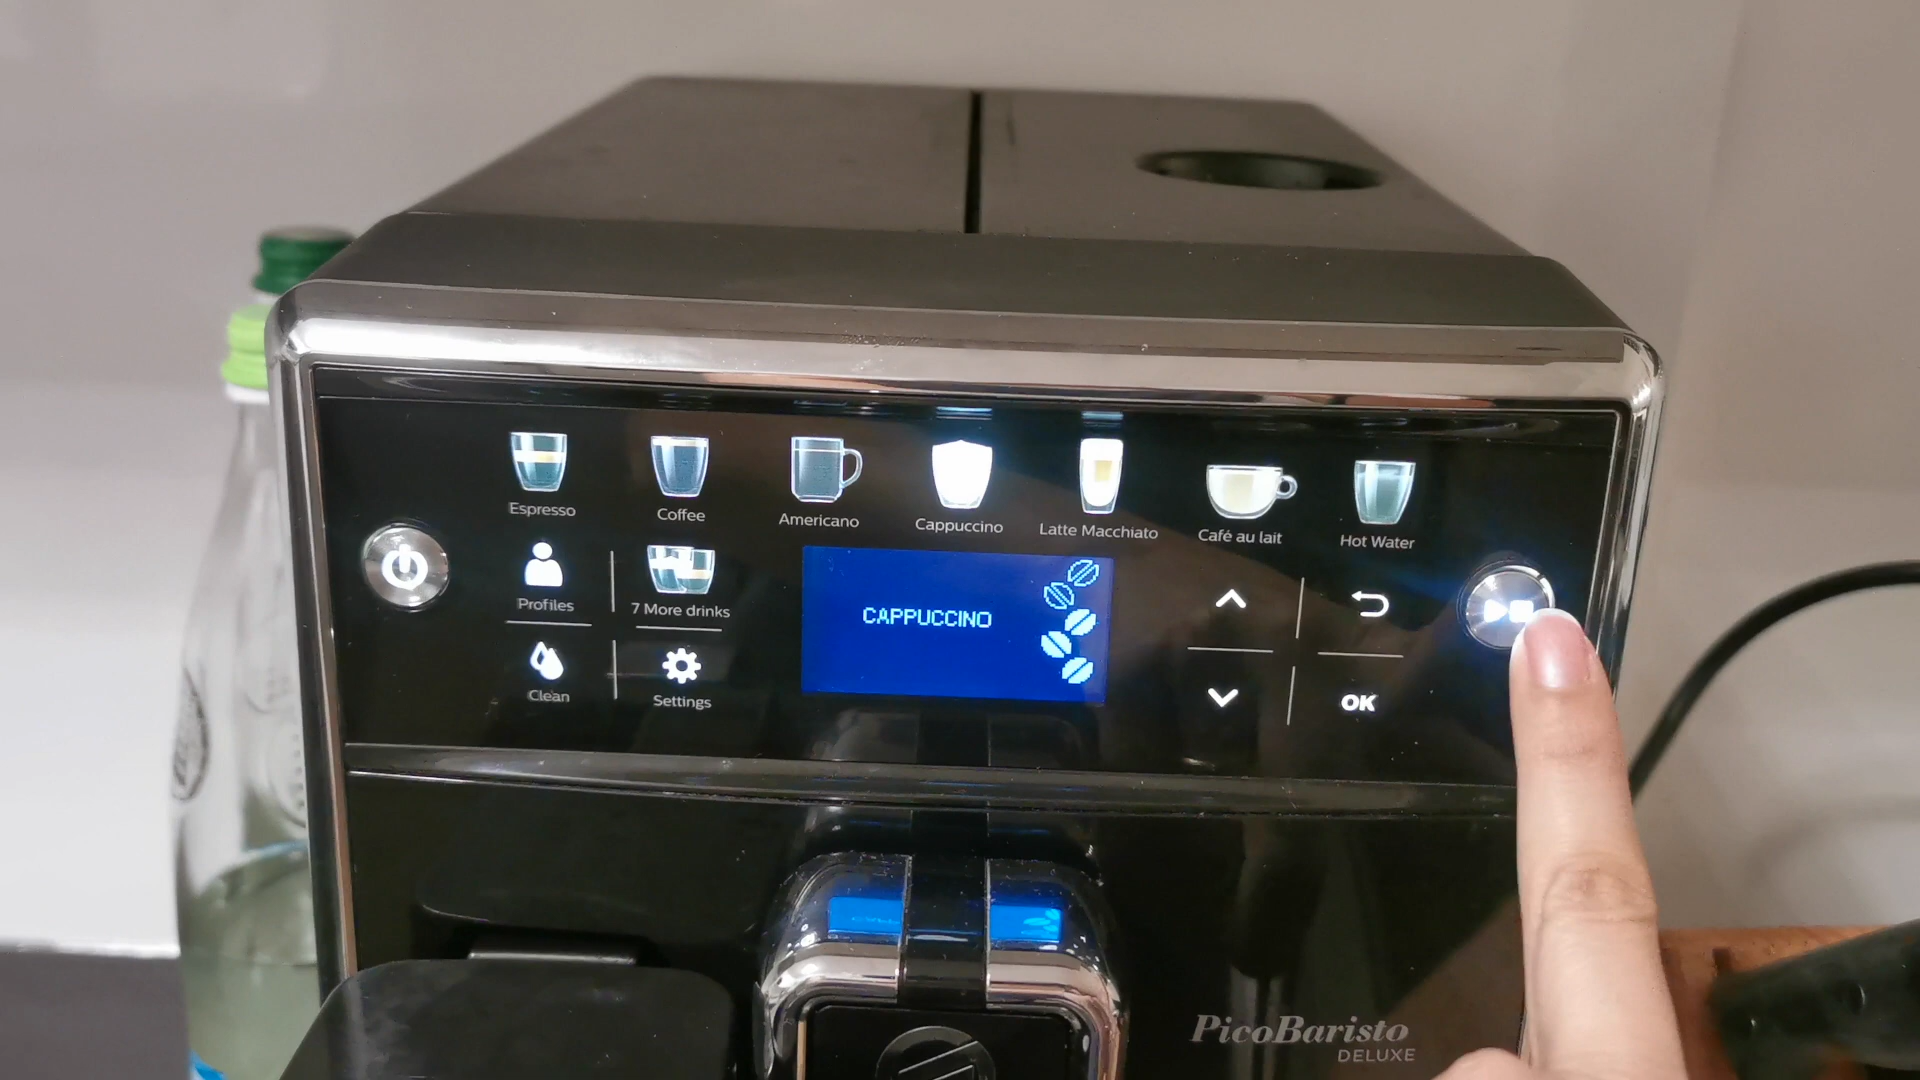 Espresso
Coffee
Americano
Cappuccino
Latte Macchiato
Café au lait
Hot Water
Profiles
7 More drinks
CAPPUCCINO
Clean
Settings
OK
PicoBaristo
DELUXE